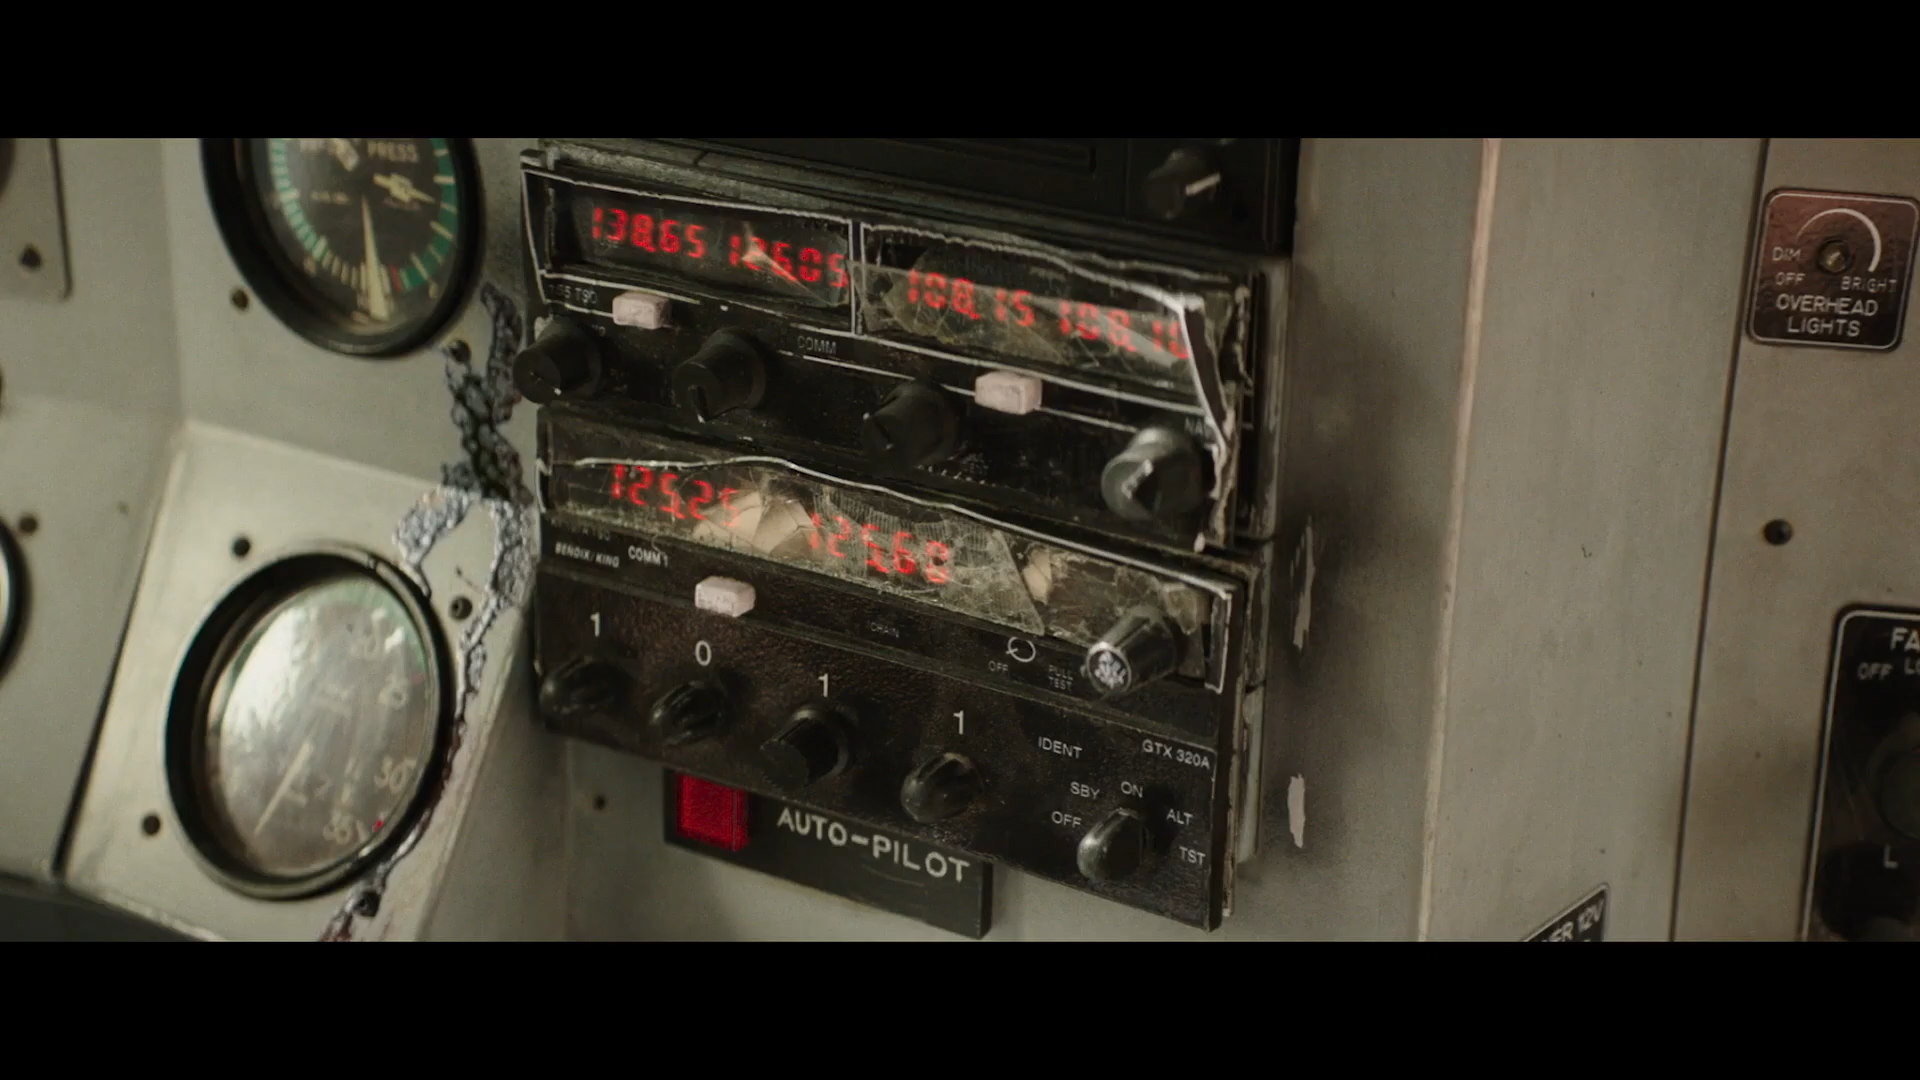 PRESS
138.65 126.05
108.15 108.10
COMM
125.25 125.68
BENDIX/KING COMM 1
OFF PULL TEST
1 0 1 1
IDENT GTX 320A
SBY ON ALT
OFF TST
AUTO-PILOT
DIM
OFF BRIGHT
OVERHEAD
LIGHTS
OFF
L
12V